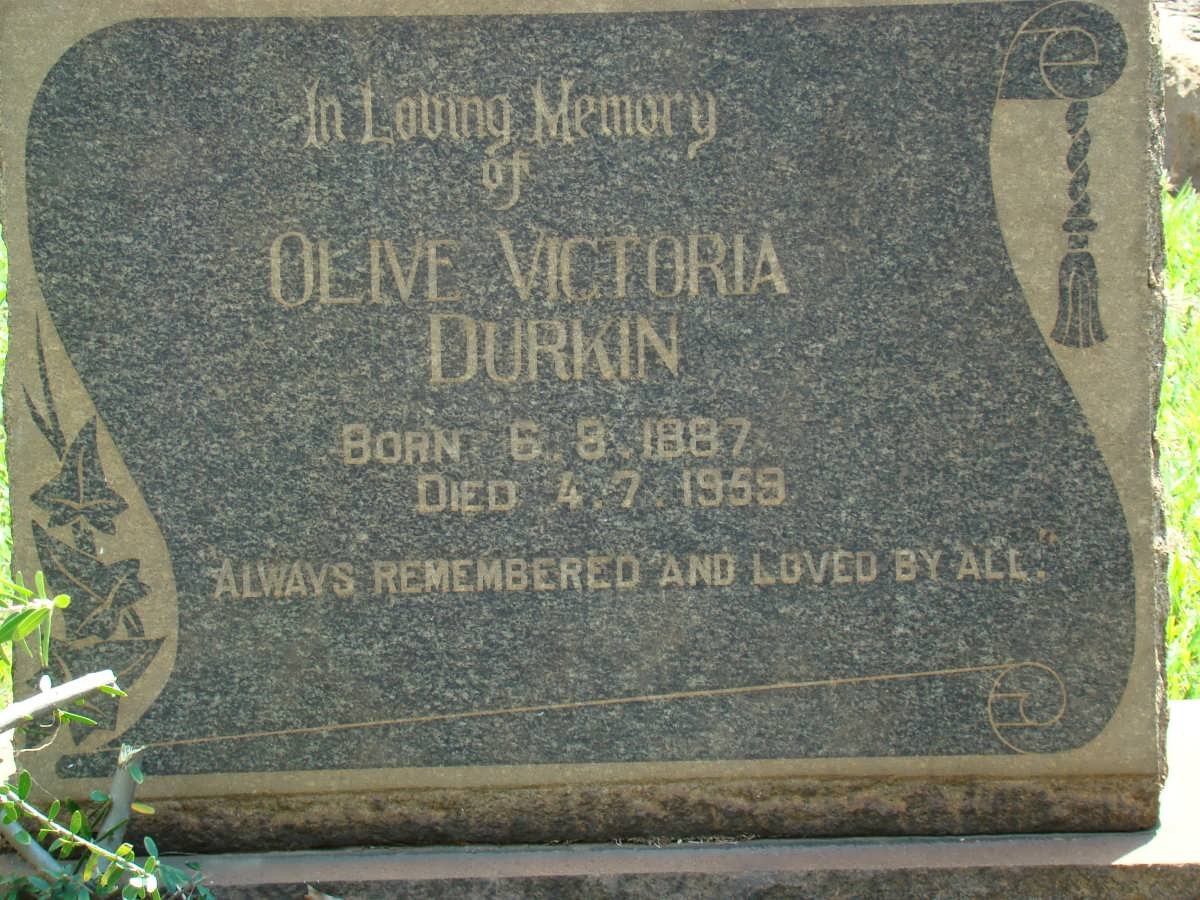 In Loving Memory
of
OLIVE VICTORIA
DURKIN
BORN 6.8.1887
DIED 4.7.1959
ALWAYS REMEMBERED AND LOVED BY ALL."